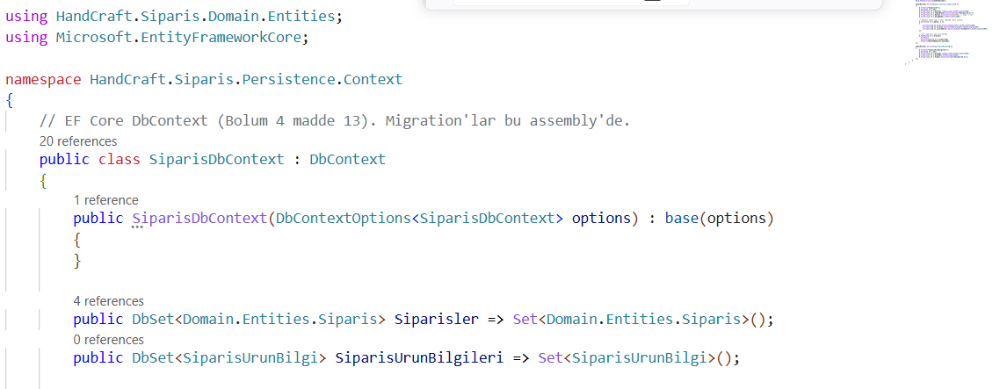 using HandCraft.Siparis.Domain.Entities;
using Microsoft.EntityFrameworkCore;
namespace HandCraft.Siparis.Persistence.Context
{
// EF Core DbContext (Bolum 4 madde 13). Migration'lar bu assembly'de.
20 references
public class SiparisDbContext : DbContext
{
1 reference
public SiparisDbContext(DbContextOptions<SiparisDbContext> options) : base(options)
{
}
4 references
public DbSet<Domain.Entities.Siparis> Siparisler => Set<Domain.Entities.Siparis>();
0 references
public DbSet<SiparisUrunBilgi> SiparisUrunBilgileri => Set<SiparisUrunBilgi>();